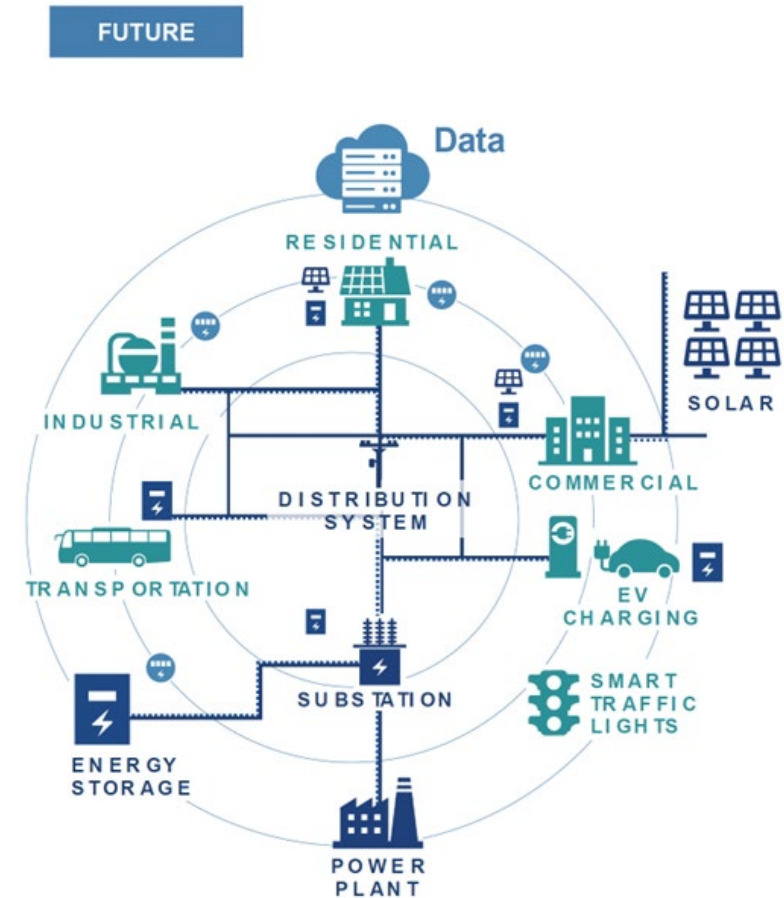 FUTURE
Data
RESIDENTIAL
INDUSTRIAL
SOLAR
COMMERCIAL
DISTRIBUTION
SYSTEM
TRANSPORTATION
EV
CHARGING
SUBSTATION
SMART
TRAFFIC
LIGHTS
ENERGY
STORAGE
POWER
PLANT